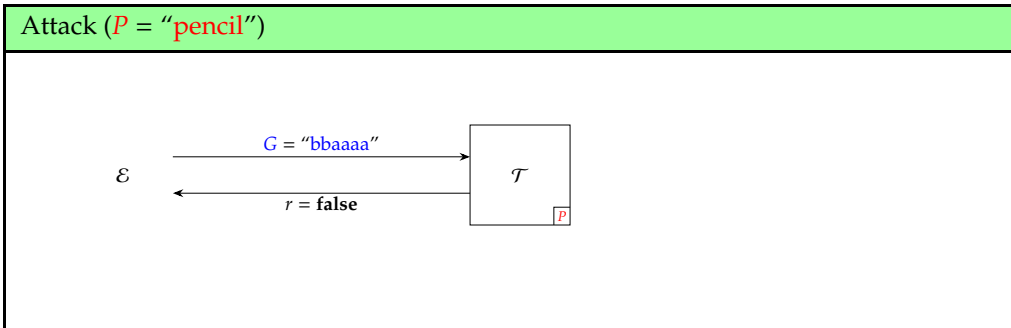 Attack (P = “pencil”)
G = “bbaaaa”
ℰ
𝒯
r = false
P